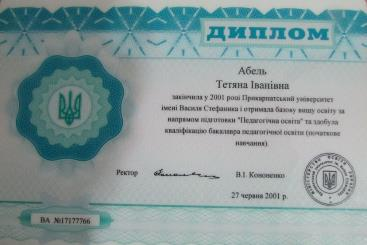 ДИПЛОМ
Абель
Тетяна Іванівна
закінчила у 2001 році Прикарпатський університет
імені Василя Стефаника і отримала базову вищу освіту за
напрямом підготовки "Педагогічна освіта" та здобула
кваліфікацію бакалавра педагогічної освіти (початкове
навчання).
Ректор В.І. Кононенко
27 червня 2001 р.
ВА №17177766